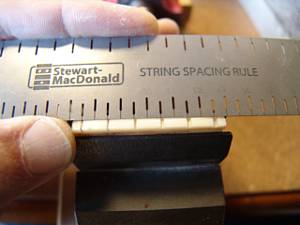 Stewart-
MacDonald
STRING SPACING RULE